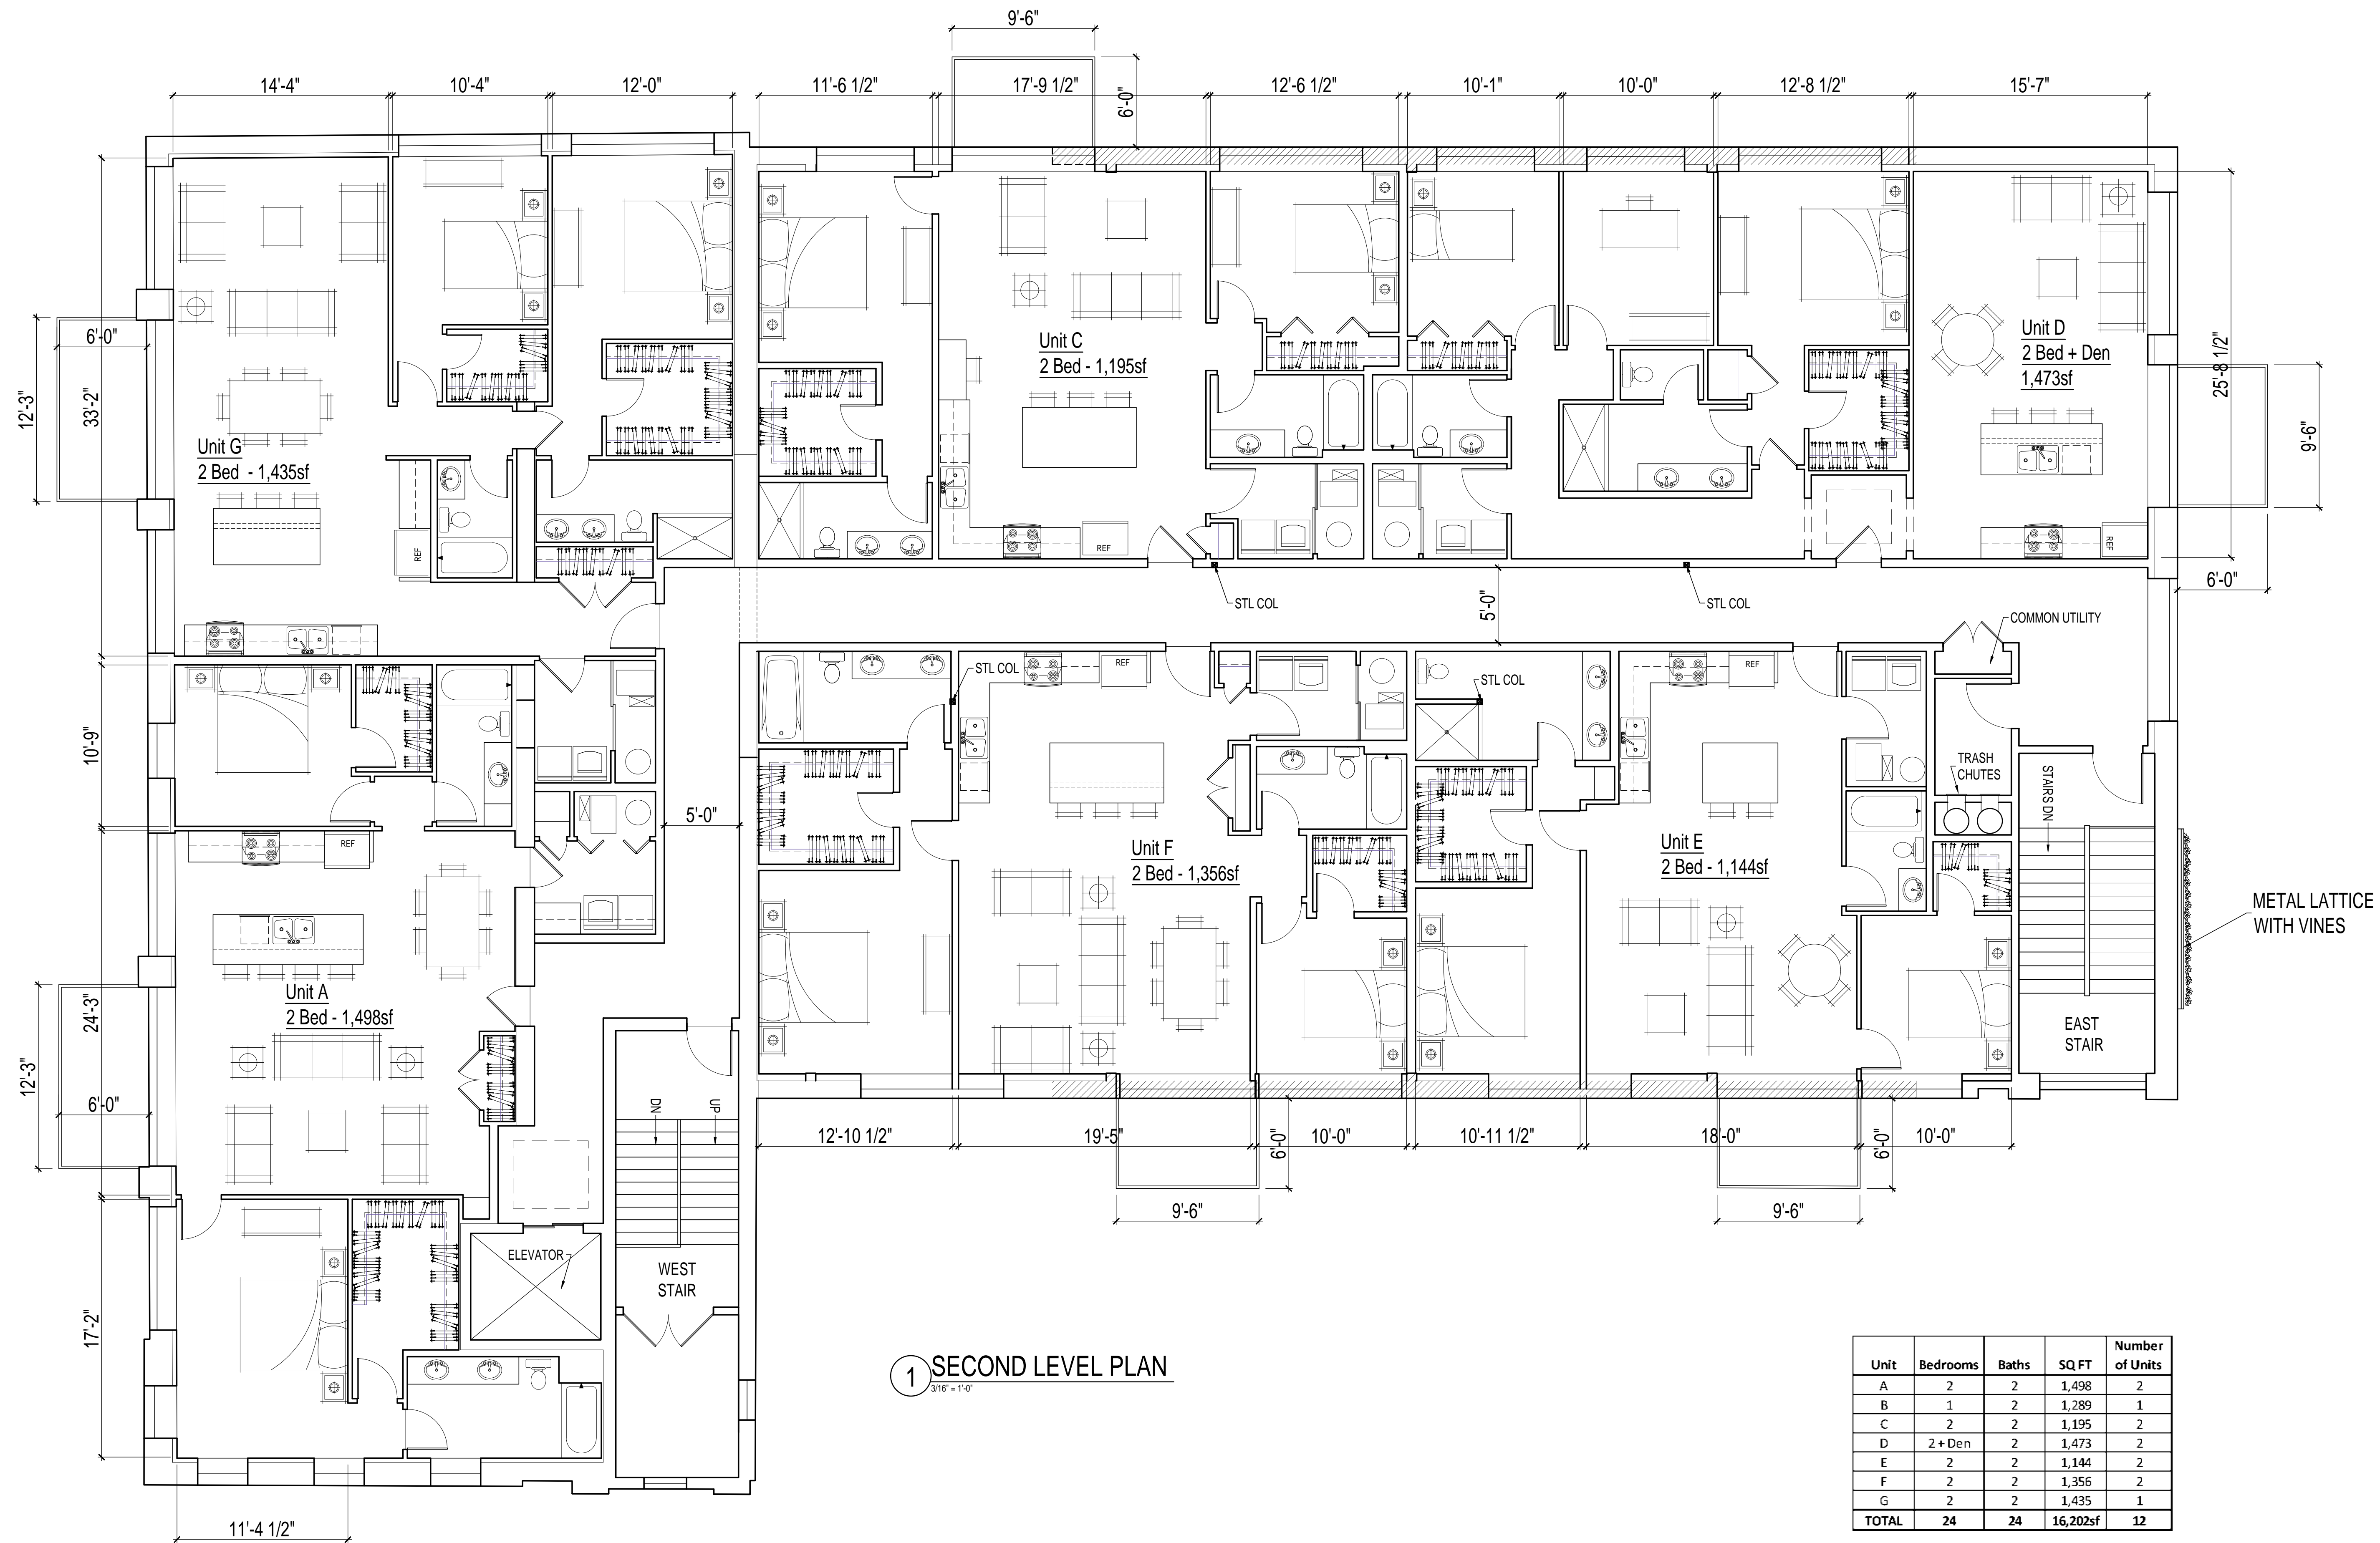 9'-6"
14'-4" 10'-4" 12'-0" 11'-6 1/2" 17'-9 1/2" 6'-0" 12'-6 1/2" 10'-1" 10'-0" 12'-8 1/2" 15'-7"
6'-0"
12'-3"
33'-2"
Unit G
2 Bed - 1,435sf
REF
Unit C
2 Bed - 1,195sf
REF
Unit D
2 Bed + Den
1,473sf
REF
25'-8 1/2"
9'-6"
6'-0"
STL COL
5'-0"
STL COL
COMMON UTILITY
10'-9"
STL COL
REF
STL COL
REF
TRASH
CHUTES
STAIRS DN
5'-0"
REF
Unit F
2 Bed - 1,356sf
Unit E
2 Bed - 1,144sf
METAL LATTICE
WITH VINES
24'-3"
Unit A
2 Bed - 1,498sf
12'-3"
6'-0"
EAST
STAIR
DN UP
12'-10 1/2" 19'-5" 6'-0" 10'-0" 10'-11 1/2" 18'-0" 6'-0" 10'-0"
9'-6" 9'-6"
ELEVATOR
WEST
STAIR
17'-2"
1 SECOND LEVEL PLAN
3/16" = 1'-0"
11'-4 1/2"
Unit Bedrooms Baths SQ FT Number of Units
A 2 2 1,498 2
B 1 2 1,289 1
C 2 2 1,195 2
D 2 + Den 2 1,473 2
E 2 2 1,144 2
F 2 2 1,356 2
G 2 2 1,435 1
TOTAL 24 24 16,202sf 12